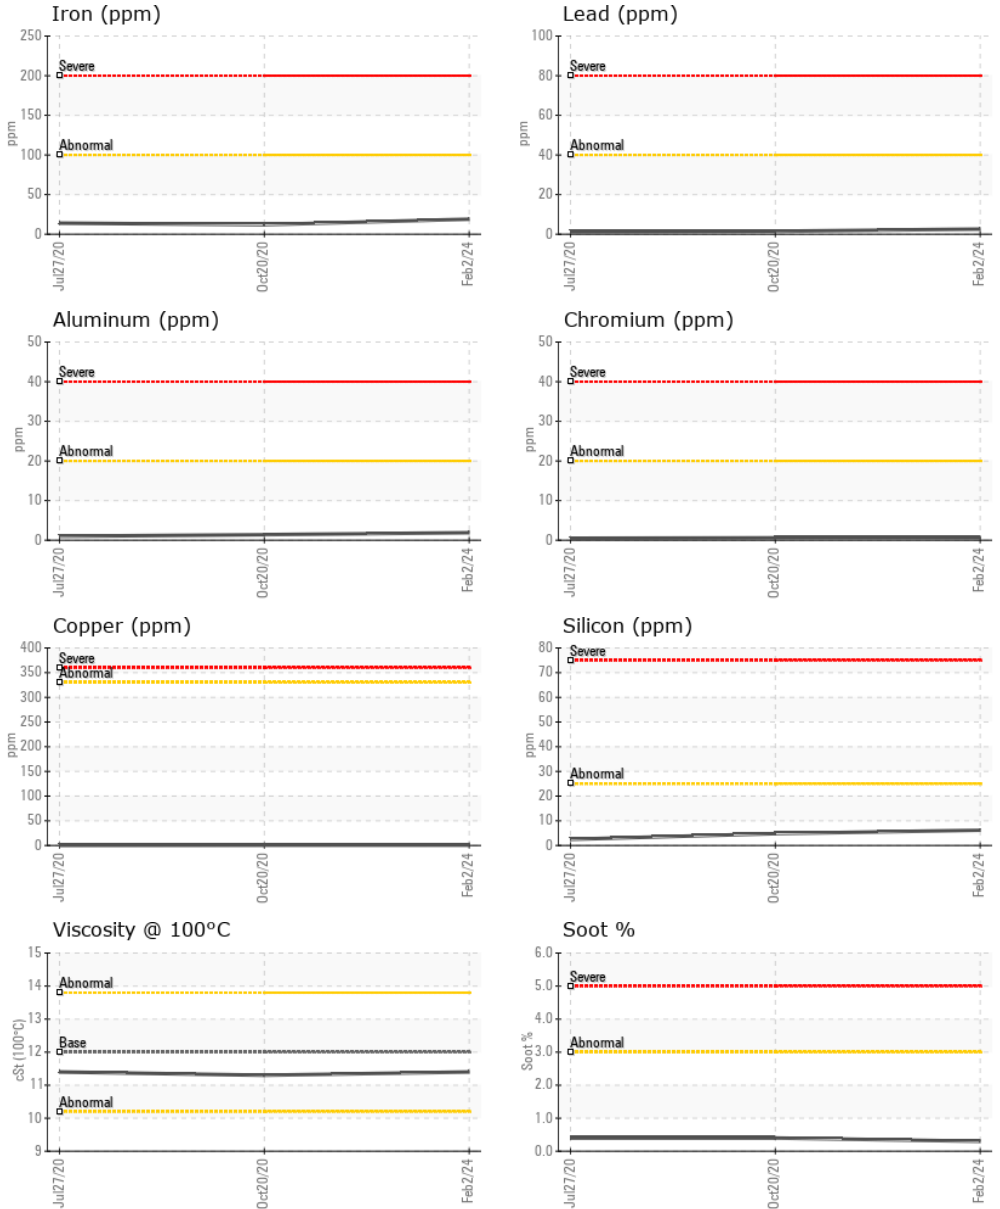 Iron (ppm)
250
200
150
100
50
0
ppm
Severe
Abnormal
Jul27/20
Oct20/20
Feb2/24
Lead (ppm)
100
80
60
40
20
0
ppm
Severe
Abnormal
Jul27/20
Oct20/20
Feb2/24
Aluminum (ppm)
50
40
30
20
10
0
ppm
Severe
Abnormal
Jul27/20
Oct20/20
Feb2/24
Chromium (ppm)
50
40
30
20
10
0
ppm
Severe
Abnormal
Jul27/20
Oct20/20
Feb2/24
Copper (ppm)
400
350
300
250
200
150
100
50
0
ppm
Severe
Abnormal
Jul27/20
Oct20/20
Feb2/24
Silicon (ppm)
80
70
60
50
40
30
20
10
0
ppm
Severe
Abnormal
Jul27/20
Oct20/20
Feb2/24
Viscosity @ 100°C
15
14
13
12
11
10
9
cSt (100°C)
Abnormal
Base
Abnormal
Jul27/20
Oct20/20
Feb2/24
Soot %
6.0
5.0
4.0
3.0
2.0
1.0
0.0
Soot %
Severe
Abnormal
Jul27/20
Oct20/20
Feb2/24